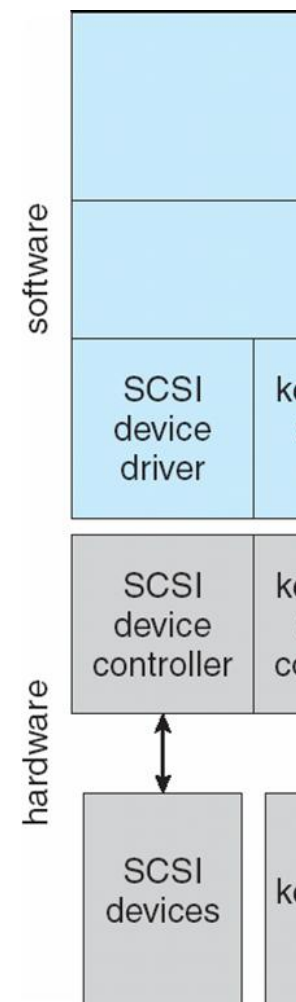 software
SCSI
device
driver
SCSI
device
controller
hardware
SCSI
devices